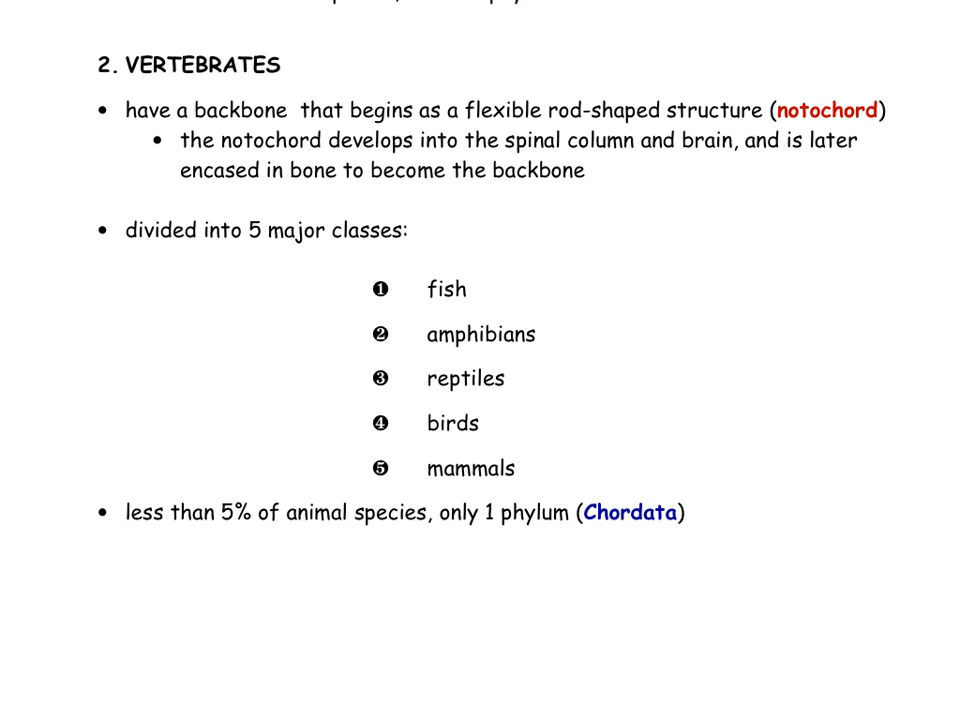 2. VERTEBRATES
• have a backbone  that begins as a flexible rod-shaped structure (notochord)
• the notochord develops into the spinal column and brain, and is later
encased in bone to become the backbone
• divided into 5 major classes:
❶ fish
❷ amphibians
❸ reptiles
❹ birds
❺ mammals
• less than 5% of animal species, only 1 phylum (Chordata)